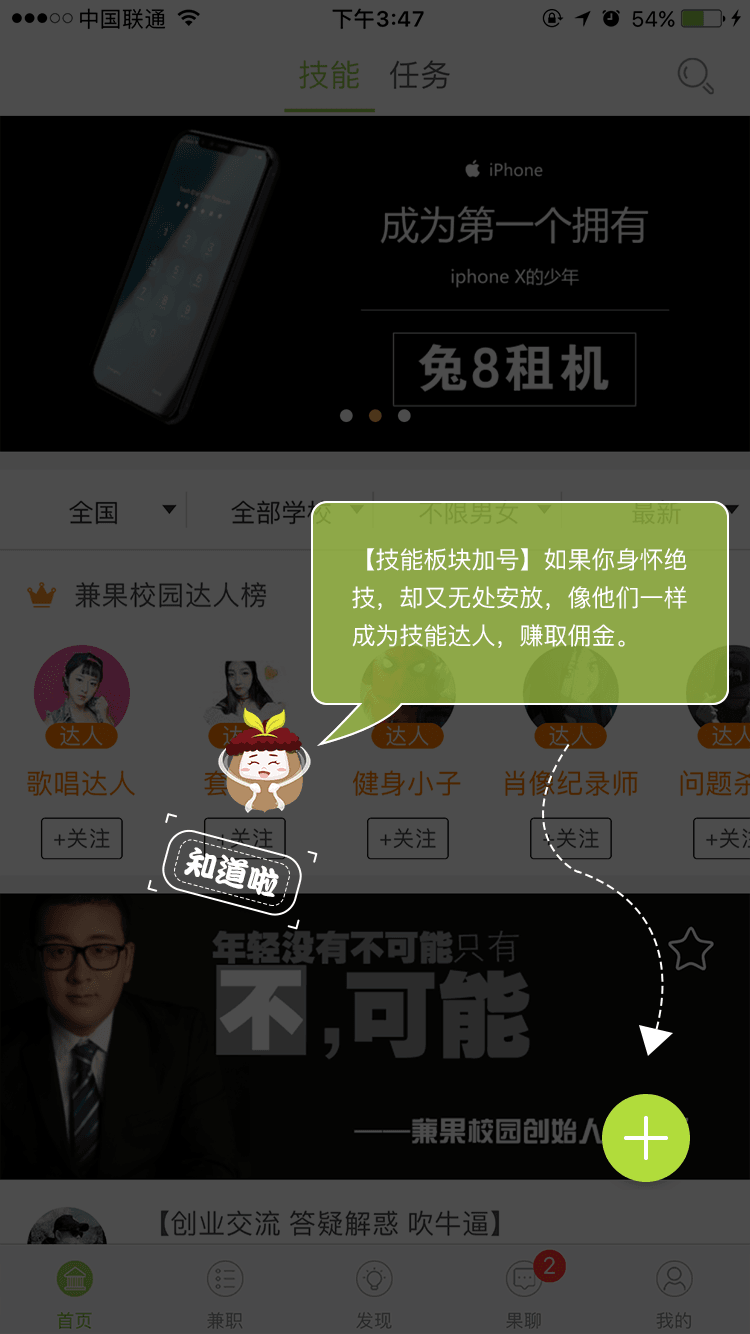 中国联通 下午3:47 54%
技能 任务
iPhone
成为第一个拥有
iphone X的少年
兔8租机
全国 全部学校 不限男女 最新
【技能板块加号】如果你身怀绝
技，却又无处安放，像他们一样
成为技能达人，赚取佣金。
兼果校园达人榜
达人 达 达人 达人 达人
歌唱达人 套 健身小子 肖像纪录师 问题杀
+关注 +关注 +关注 +关注 +关
知道啦
年轻没有不可能只有
不,可能
——兼果校园创始人
【创业交流 答疑解惑 吹牛逼】
2
首页 兼职 发现 果聊 我的